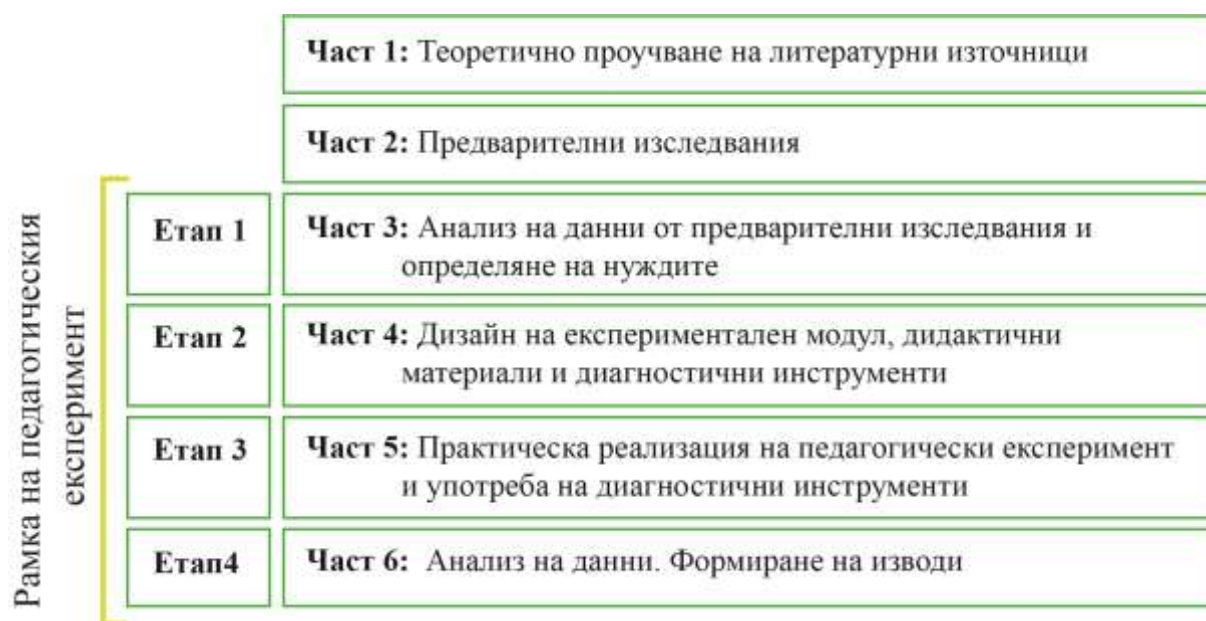 Част 1: Теоретично проучване на литературни източници
Част 2: Предварителни изследвания
Рамка на педагогическия
експеримент
Етап 1
Част 3: Анализ на данни от предварителни изследвания и
определяне на нуждите
Етап 2
Част 4: Дизайн на експериментален модул, дидактични
материали и диагностични инструменти
Етап 3
Част 5: Практическа реализация на педагогически експеримент
и употреба на диагностични инструменти
Етап4
Част 6: Анализ на данни. Формиране на изводи